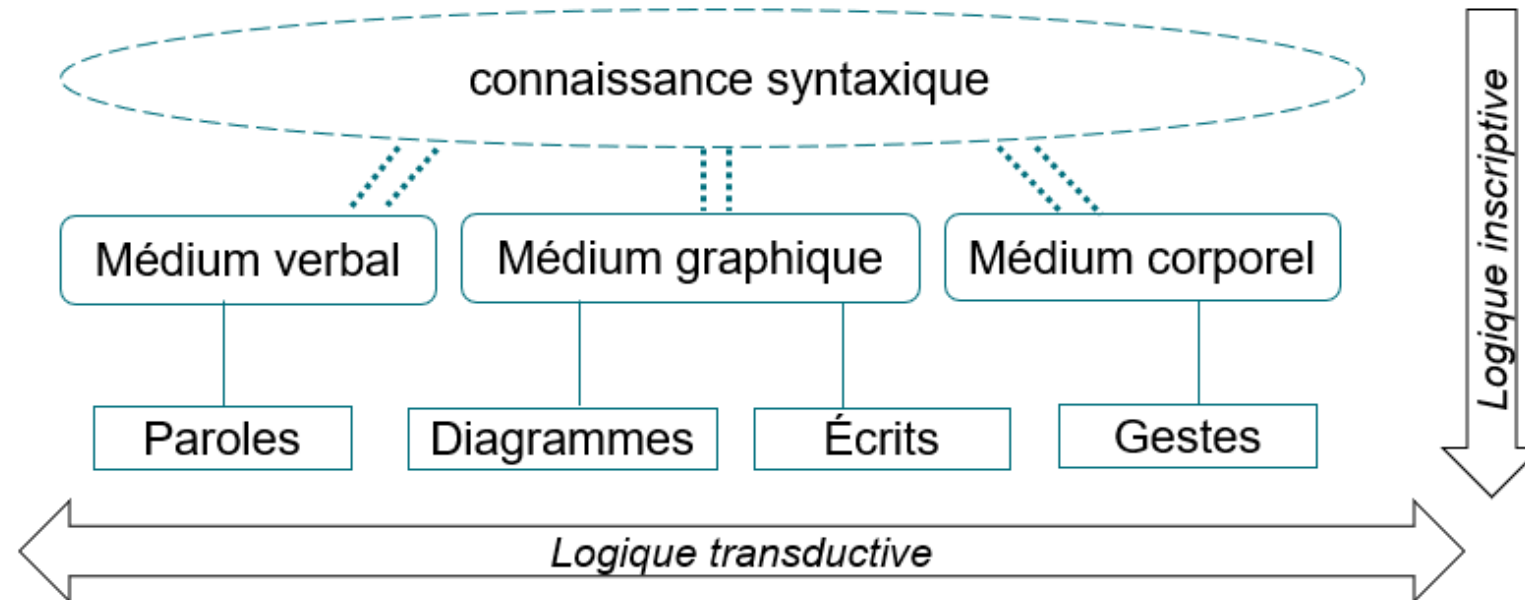 connaissance syntaxique
Médium verbal
Médium graphique
Médium corporel
Paroles
Diagrammes
Écrits
Gestes
Logique transductive
Logique inscriptive